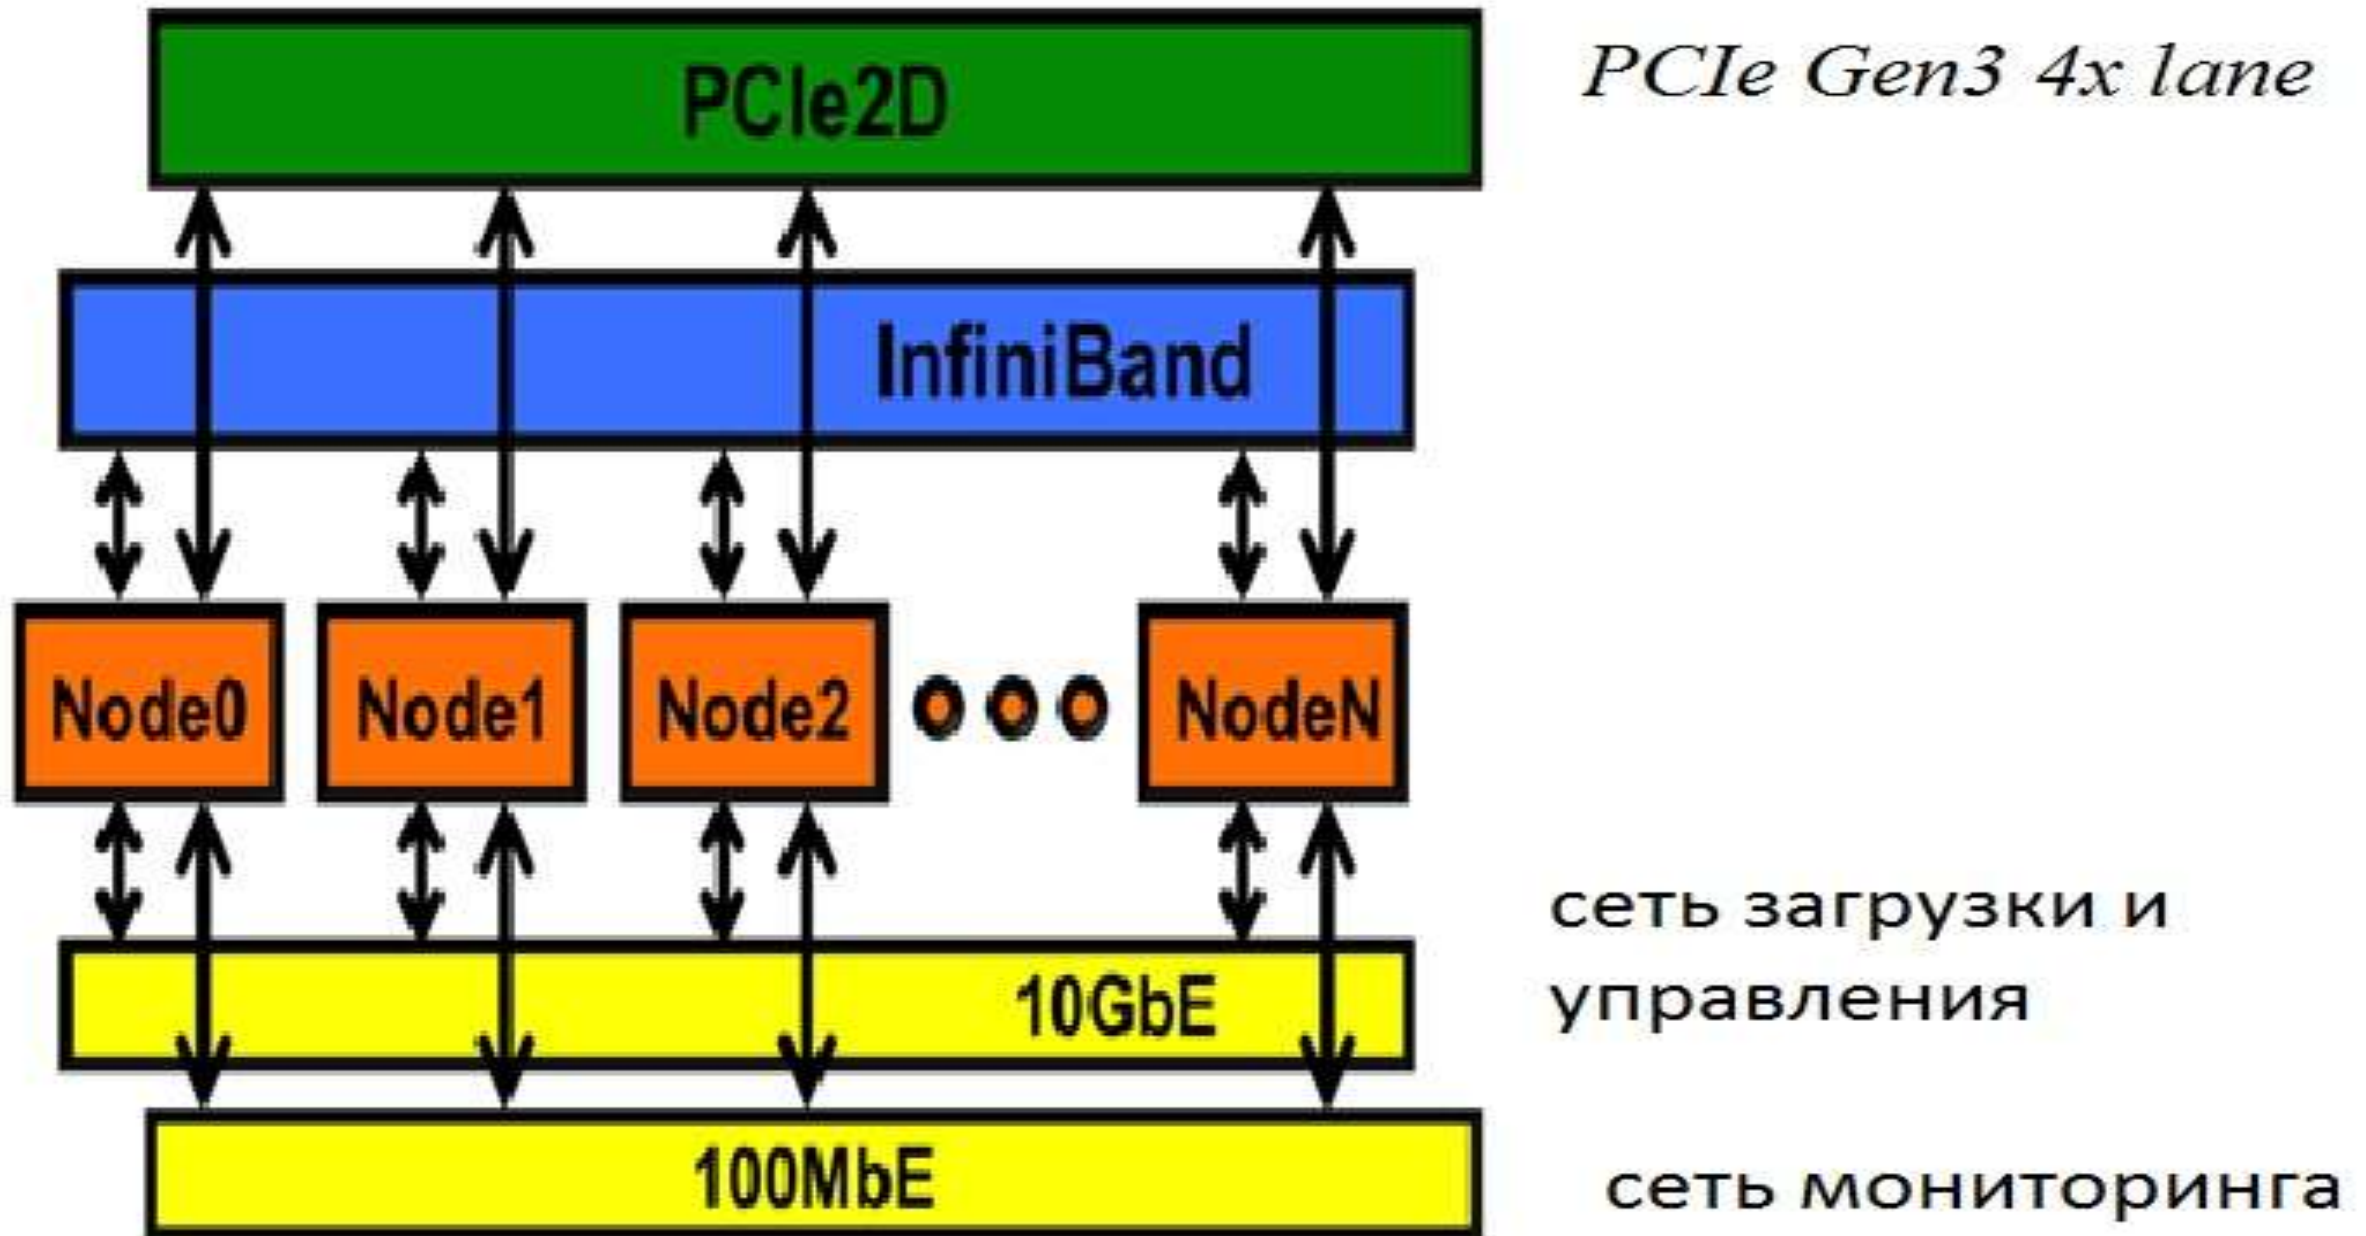 PCIe2D
PCIe Gen3 4x lane
InfiniBand
Node0
Node1
Node2
NodeN
сеть загрузки и
управления
10GbE
100MbE
сеть мониторинга